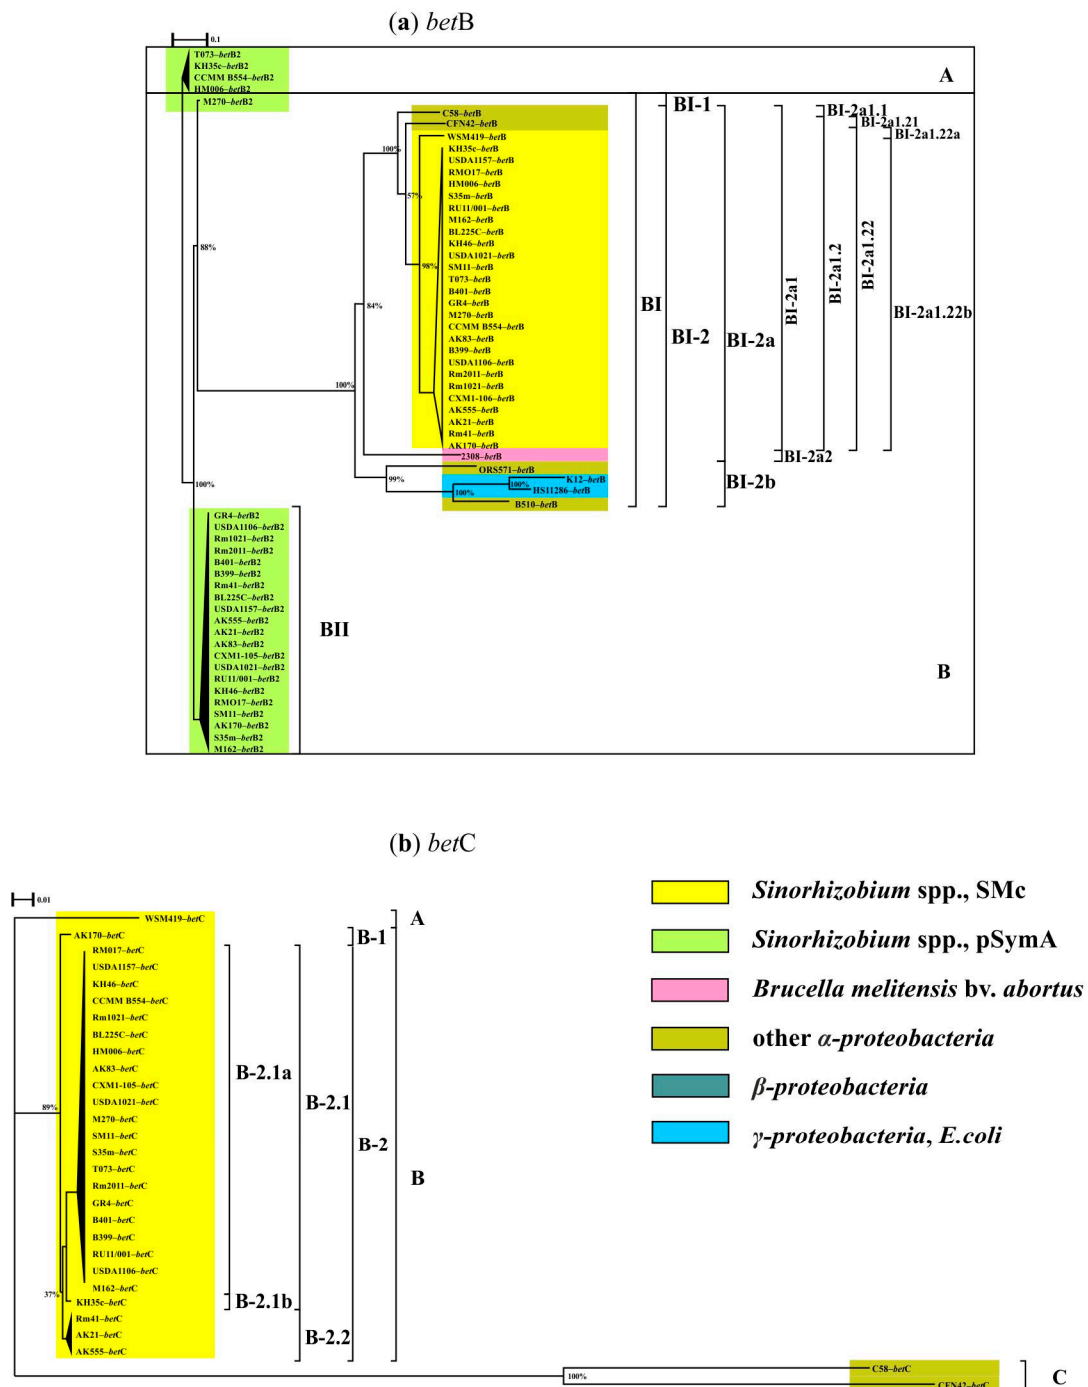 (a) betB
0.1
T073–betB2
KH35c–betB2
CCMM B554–betB2
HM006–betB2
M270–betB2
A
C58–betB
CFN42–betB
WSM419–betB
KH35c–betB
USDA1157–betB
RMO17–betB
HM006–betB
S35m–betB
RU11/001–betB
M162–betB
BL225C–betB
KH46–betB
USDA1021–betB
SM11–betB
T073–betB
B401–betB
GR4–betB
M270–betB
CCMM B554–betB
AK83–betB
B399–betB
USDA1106–betB
Rm2011–betB
Rm1021–betB
CXM1-106–betB
AK555–betB
AK21–betB
Rm41–betB
AK170–betB
2308–betB
ORS571–betB
K12–betB
HS11286–betB
B510–betB
100%
57%
98%
88%
84%
100%
99%
100%
100%
100%
BI
BI-1
BI-2
BI-2a
BI-2b
BI-2a1
BI-2a2
BI-2a1.1
BI-2a1.2
BI-2a1.21
BI-2a1.22
BI-2a1.22a
BI-2a1.22b
GR4–betB2
USDA1106–betB2
Rm1021–betB2
Rm2011–betB2
B401–betB2
B399–betB2
Rm41–betB2
BL225C–betB2
USDA1157–betB2
AK555–betB2
AK21–betB2
AK83–betB2
CXM1-105–betB2
USDA1021–betB2
RU11/001–betB2
KH46–betB2
RMO17–betB2
SM11–betB2
AK170–betB2
S35m–betB2
M162–betB2
BII
B
(b) betC
0.01
WSM419–betC
AK170–betC
RM017–betC
USDA1157–betC
KH46–betC
CCMM B554–betC
Rm1021–betC
BL225C–betC
HM006–betC
AK83–betC
CXM1-105–betC
USDA1021–betC
M270–betC
SM11–betC
S35m–betC
T073–betC
Rm2011–betC
GR4–betC
B401–betC
B399–betC
RU11/001–betC
USDA1106–betC
M162–betC
KH35c–betC
Rm41–betC
AK21–betC
AK555–betC
89%
37%
A
B-1
B-2.1a
B-2.1
B-2
B
B-2.1b
B-2.2
100%
C58–betC
CFN42–betC
C
Sinorhizobium spp., SMc
Sinorhizobium spp., pSymA
Brucella melitensis bv. abortus
other α-proteobacteria
β-proteobacteria
γ-proteobacteria, E.coli